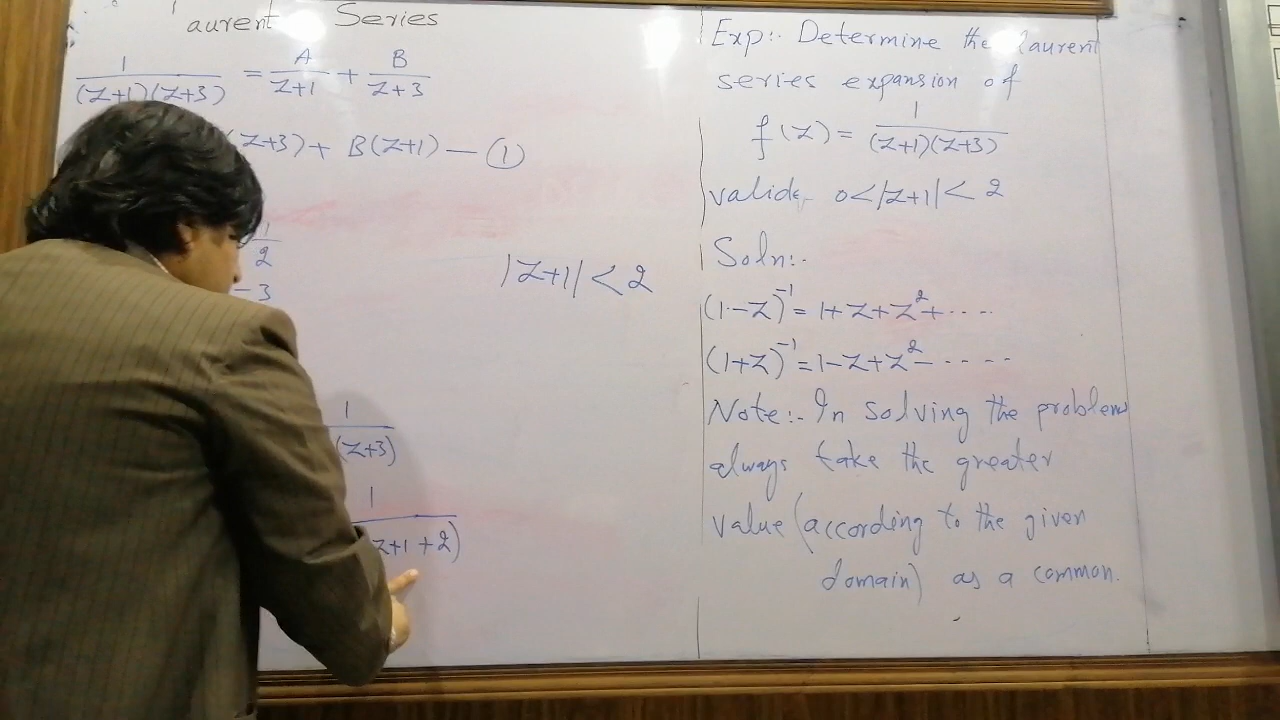 aurent Series
1/((Z+1)(Z+3)) = A/(Z+1) + B/(Z+3)
(Z+3) + B(Z+1) — ①
1/2
-3
|Z+1| < 2
1/(Z+3)
1/(Z+1+2)
Exp:- Determine the Laurent
series expansion of
f(Z) = 1/((Z+1)(Z+3))
valid 0<|Z+1|< 2
Soln:-
(1-Z)⁻¹ = 1+Z+Z²+....
(1+Z)⁻¹ = 1-Z+Z²-.....
Note:- In solving the problem
always take the greater
value (according to the given
domain) as a common.